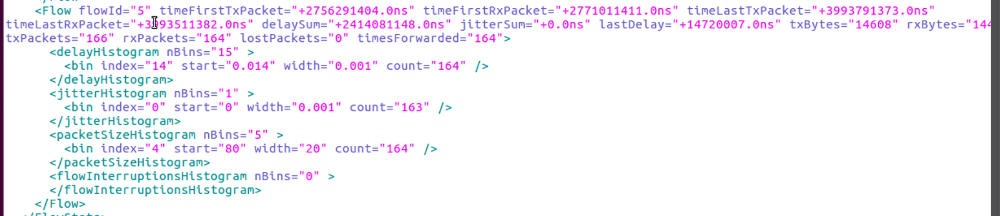 <Flow flowId="5" timeFirstTxPacket="+2756291404.0ns" timeFirstRxPacket="+2771011411.0ns" timeLastTxPacket="+3993791373.0ns"
timeLastRxPacket="+3993511382.0ns" delaySum="+2414081148.0ns" jitterSum="+0.0ns" lastDelay="+14720007.0ns" txBytes="14608" rxBytes="144
txPackets="166" rxPackets="164" lostPackets="0" timesForwarded="164">
<delayHistogram nBins="15" >
<bin index="14" start="0.014" width="0.001" count="164" />
</delayHistogram>
<jitterHistogram nBins="1" >
<bin index="0" start="0" width="0.001" count="163" />
</jitterHistogram>
<packetSizeHistogram nBins="5" >
<bin index="4" start="80" width="20" count="164" />
</packetSizeHistogram>
<flowInterruptionsHistogram nBins="0" >
</flowInterruptionsHistogram>
</Flow>